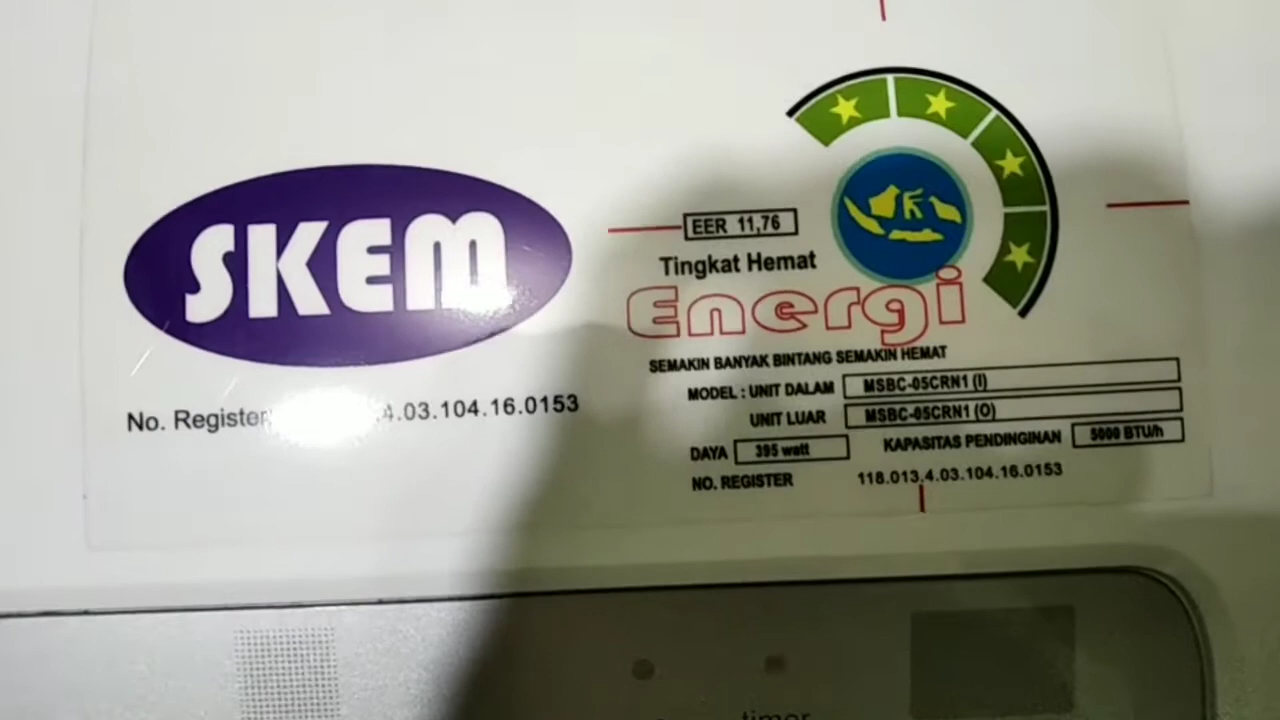 SKEM
No. Register 4.03.104.16.0153
EER 11,76
Tingkat Hemat
Energi
SEMAKIN BANYAK BINTANG SEMAKIN HEMAT
MODEL : UNIT DALAM MSBC-05CRN1 (I)
UNIT LUAR MSBC-05CRN1 (O)
DAYA 395 watt KAPASITAS PENDINGINAN 5000 BTU/h
NO. REGISTER 118.013.4.03.104.16.0153
timer